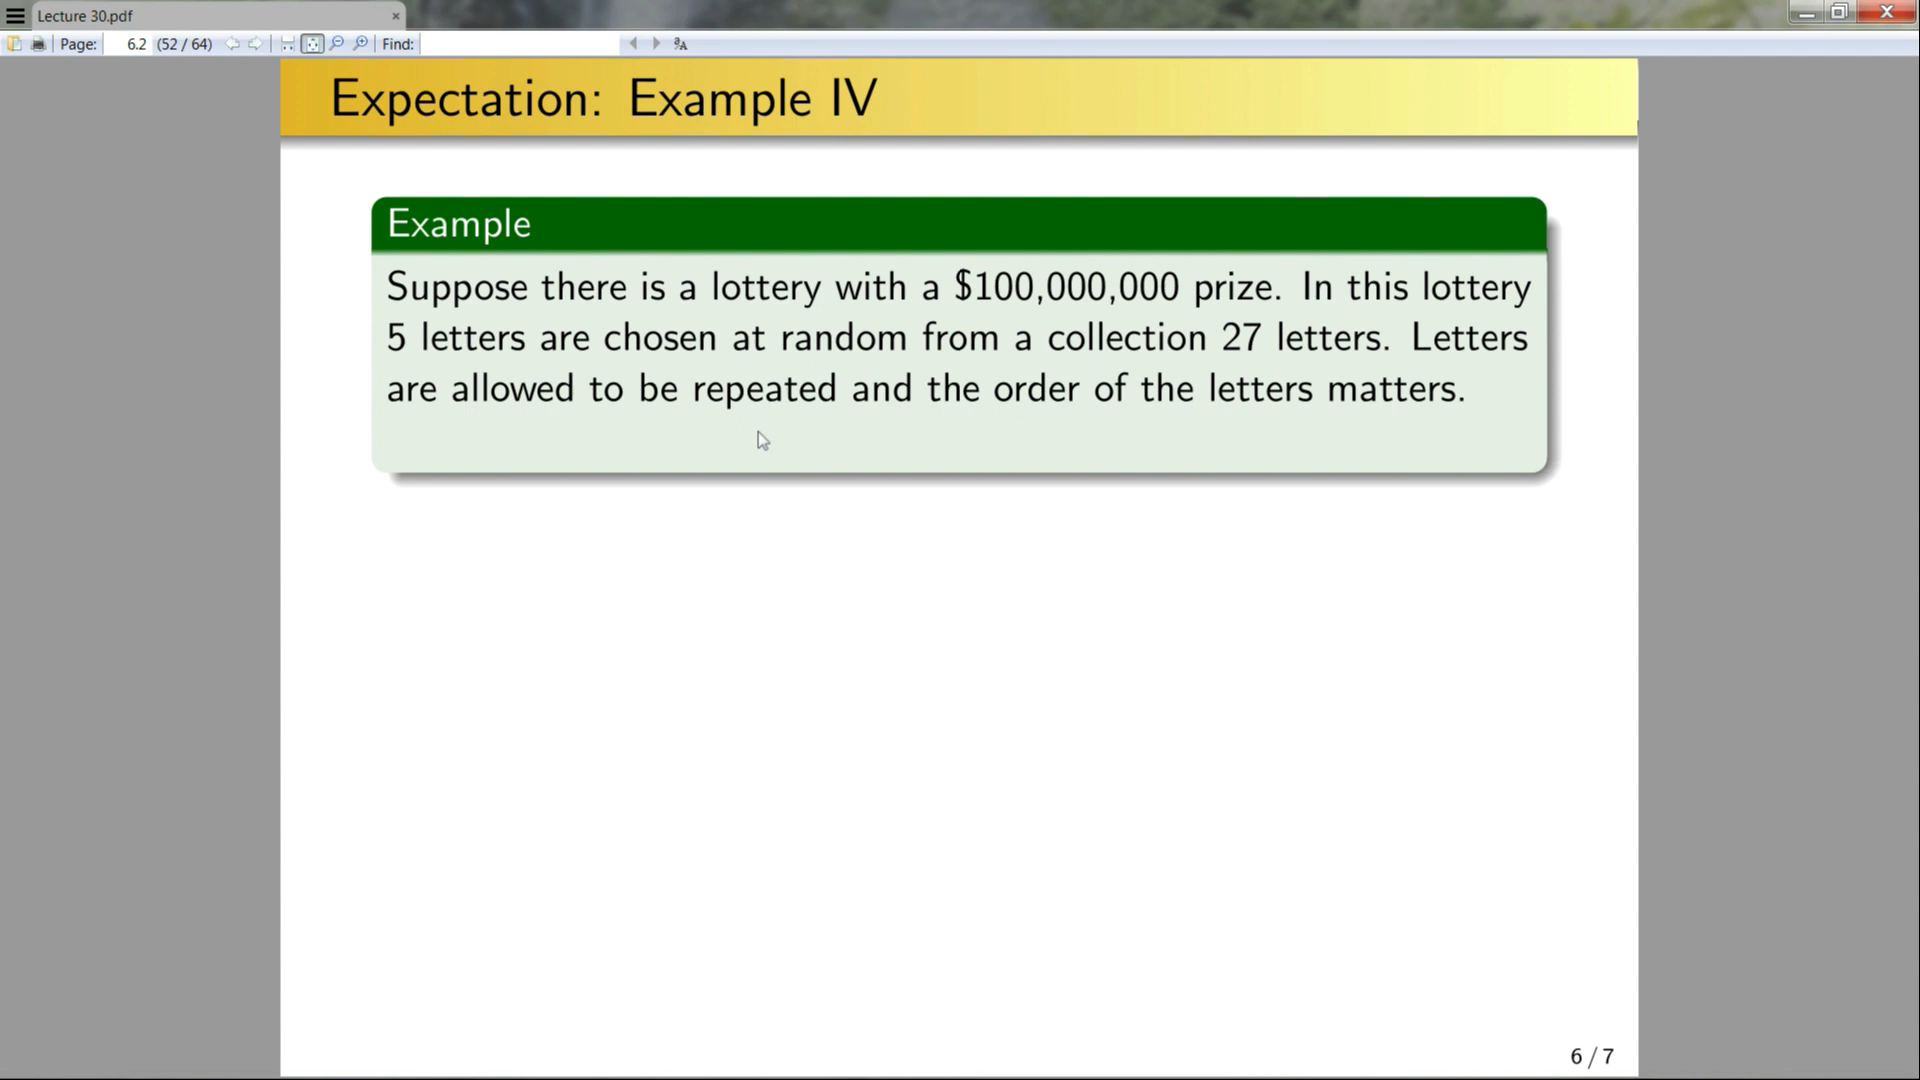 Lecture 30.pdf
Page: 6.2 (52 / 64) Find:
Expectation: Example IV
Example
Suppose there is a lottery with a $100,000,000 prize. In this lottery
5 letters are chosen at random from a collection 27 letters. Letters
are allowed to be repeated and the order of the letters matters.
6 / 7